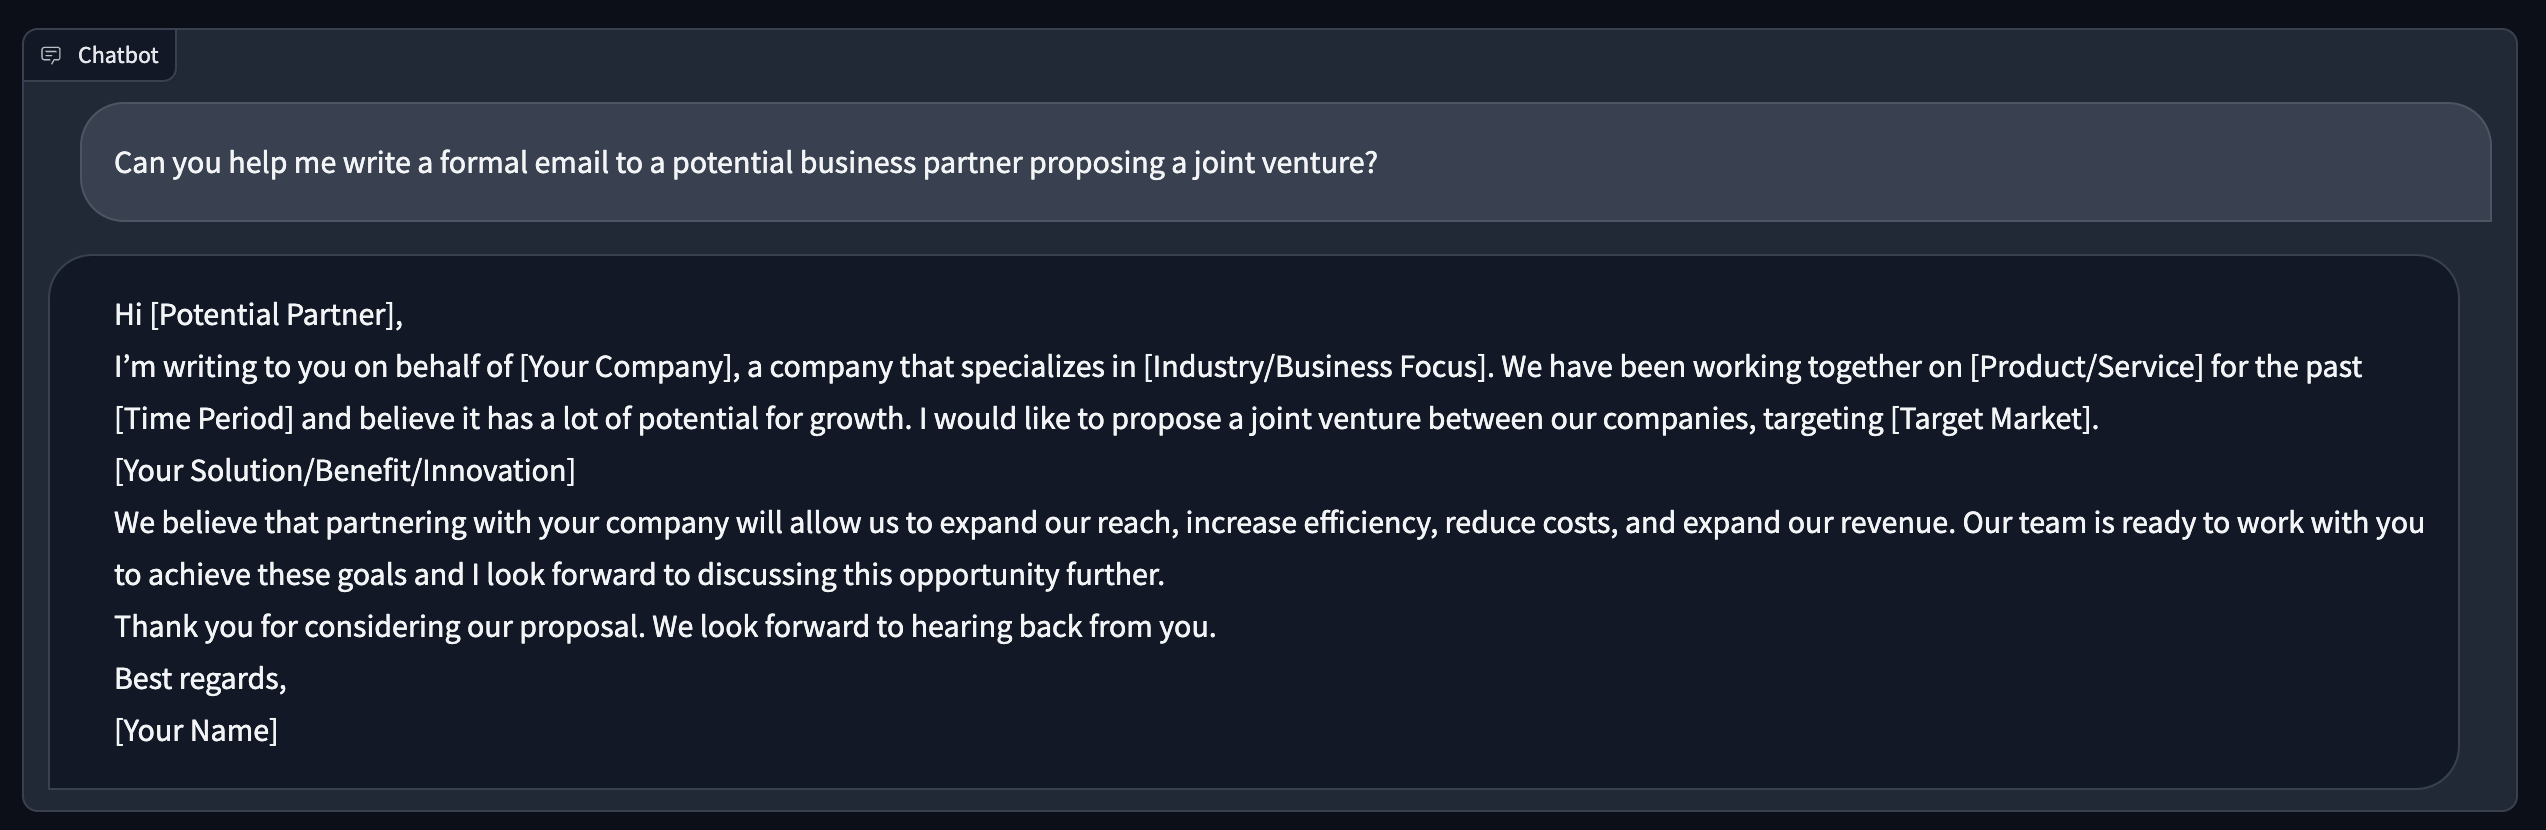 Chatbot
Can you help me write a formal email to a potential business partner proposing a joint venture?
Hi [Potential Partner],
I’m writing to you on behalf of [Your Company], a company that specializes in [Industry/Business Focus]. We have been working together on [Product/Service] for the past
[Time Period] and believe it has a lot of potential for growth. I would like to propose a joint venture between our companies, targeting [Target Market].
[Your Solution/Benefit/Innovation]
We believe that partnering with your company will allow us to expand our reach, increase efficiency, reduce costs, and expand our revenue. Our team is ready to work with you
to achieve these goals and I look forward to discussing this opportunity further.
Thank you for considering our proposal. We look forward to hearing back from you.
Best regards,
[Your Name]